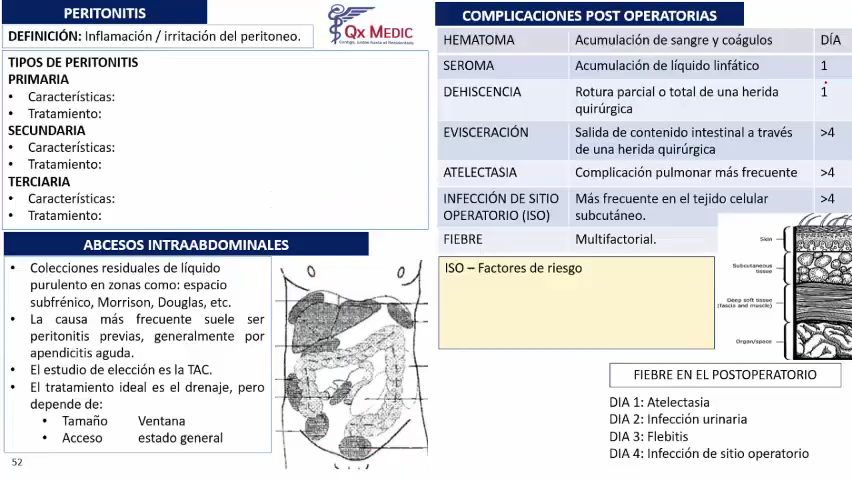 PERITONITIS
DEFINICIÓN: Inflamación / irritación del peritoneo.
Qx MEDIC
TIPOS DE PERITONITIS
PRIMARIA
• Características:
• Tratamiento:
SECUNDARIA
• Características:
• Tratamiento:
TERCIARIA
• Características:
• Tratamiento:
ABCESOS INTRAABDOMINALES
• Colecciones residuales de líquido
purulento en zonas como: espacio
subfrénico, Morrison, Douglas, etc.
• La causa más frecuente suele ser
peritonitis previas, generalmente por
apendicitis aguda.
• El estudio de elección es la TAC.
• El tratamiento ideal es el drenaje, pero
depende de:
• Tamaño Ventana
• Acceso estado general
52
COMPLICACIONES POST OPERATORIAS
HEMATOMA Acumulación de sangre y coágulos DÍA
SEROMA Acumulación de líquido linfático 1
DEHISCENCIA Rotura parcial o total de una herida 1
quirúrgica
EVISCERACIÓN Salida de contenido intestinal a través >4
de una herida quirúrgica
ATELECTASIA Complicación pulmonar más frecuente >4
INFECCIÓN DE SITIO Más frecuente en el tejido celular >4
OPERATORIO (ISO) subcutáneo.
FIEBRE Multifactorial.
ISO – Factores de riesgo
Skin
Subcutaneous
tissue
Deep soft tissue
(fascia and muscle)
Organ/space
FIEBRE EN EL POSTOPERATORIO
DIA 1: Atelectasia
DIA 2: Infección urinaria
DIA 3: Flebitis
DIA 4: Infección de sitio operatorio